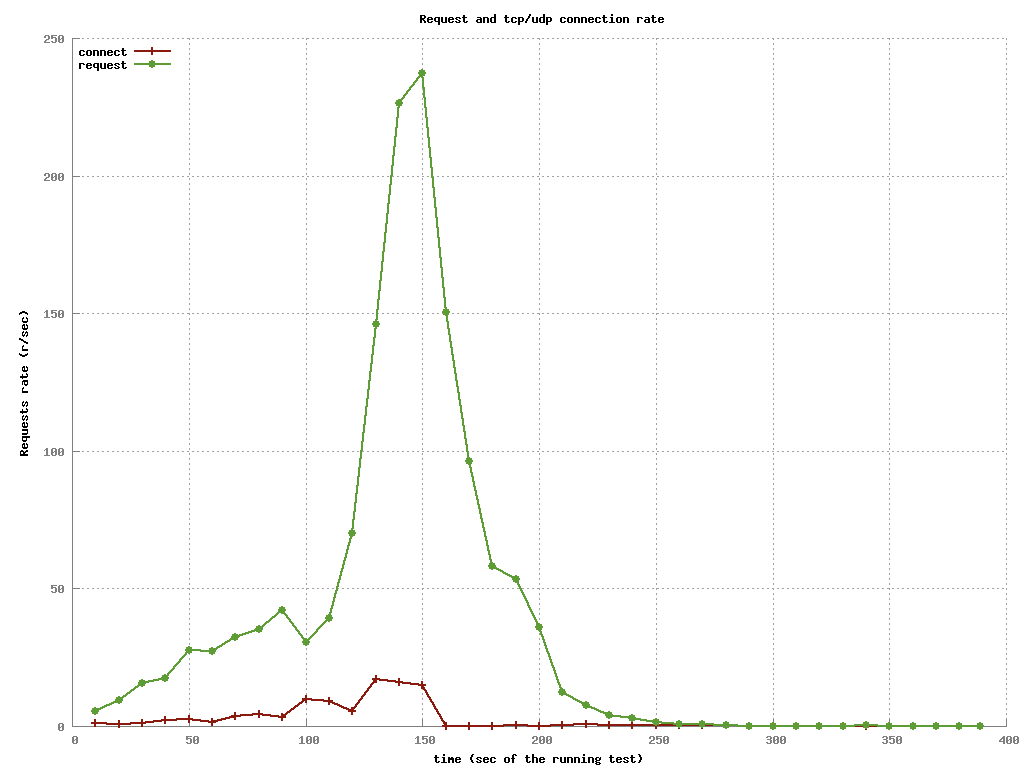 Request and tcp/udp connection rate
250
connect
request
200
150
Requests rate (r/sec)
100
50
0
0 50 100 150 200 250 300 350 400
time (sec of the running test)